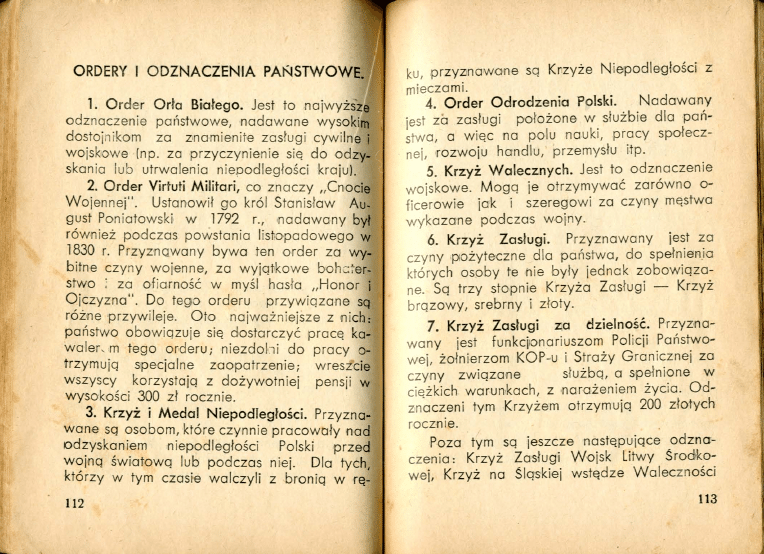 ORDERY I ODZNACZENIA PAŃSTWOWE.
1. Order Orła Białego. Jest to najwyższe
odznaczenie państwowe, nadawane wysokim
dostojnikom za znamienite zasługi cywilne i
wojskowe (np. za przyczynienie się do odzy-
skania lub utrwalenia niepodległości kraju).
2. Order Virtuti Militari, co znaczy „Cnocie
Wojennej". Ustanowił go król Stanisław Au-
gust Poniatowski w 1792 r., nadawany był
również podczas powstania listopadowego w
1830 r. Przyznawany bywa ten order za wy-
bitne czyny wojenne, za wyjątkowe bohater-
stwo i za ofiarność w myśl hasła „Honor i
Ojczyzna". Do tego orderu przywiązane są
różne przywileje. Oto najważniejsze z nich:
państwo obowiązuje się dostarczyć pracę ka-
walerom tego orderu; niezdolni do pracy o-
trzymują specjalne zaopatrzenie; wreszcie
wszyscy korzystają z dożywotniej pensji w
wysokości 300 zł rocznie.
3. Krzyż i Medal Niepodległości. Przyzna-
wane są osobom, które czynnie pracowały nad
odzyskaniem niepodległości Polski przed
wojną światową lub podczas niej. Dla tych,
którzy w tym czasie walczyli z bronią w rę-
112
ku, przyznawane są Krzyże Niepodległości z
mieczami.
4. Order Odrodzenia Polski. Nadawany
jest za zasługi położone w służbie dla pań-
stwa, a więc na polu nauki, pracy społecz-
nej, rozwoju handlu, przemysłu itp.
5. Krzyż Walecznych. Jest to odznaczenie
wojskowe. Mogą je otrzymywać zarówno o-
ficerowie jak i szeregowi za czyny męstwa
wykazane podczas wojny.
6. Krzyż Zasługi. Przyznawany jest za
czyny pożyteczne dla państwa, do spełnienia
których osoby te nie były jednak zobowiąza-
ne. Są trzy stopnie Krzyża Zasługi — Krzyż
brązowy, srebrny i złoty.
7. Krzyż Zasługi za dzielność. Przyzna-
wany jest funkcjonariuszom Policji Państwo-
wej, żołnierzom KOP-u i Straży Granicznej za
czyny związane służbą, a spełnione w
ciężkich warunkach, z narażeniem życia. Od-
znaczeni tym Krzyżem otrzymują 200 złotych
rocznie.
Poza tym są jeszcze następujące odzna-
czenia: Krzyż Zasługi Wojsk Litwy Środko-
wej, Krzyż na Śląskiej wstędze Waleczności
113